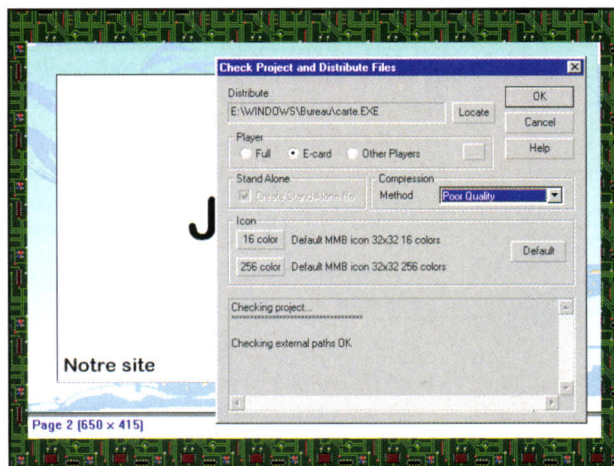 Check Project and Distribute Files
Distribute
E:\WINDOWS\Bureau\carte.EXE
Locate
OK
Cancel
Help
Player
Full
E-card
Other Players
...
Stand Alone
Create Stand Alone file
Compression
Method
Poor Quality
Icon
16 color
Default MMB icon 32x32 16 colors
256 color
Default MMB icon 32x32 256 colors
Default
Checking project...
Checking external paths OK
J
Notre site
Page 2 (650 × 415)